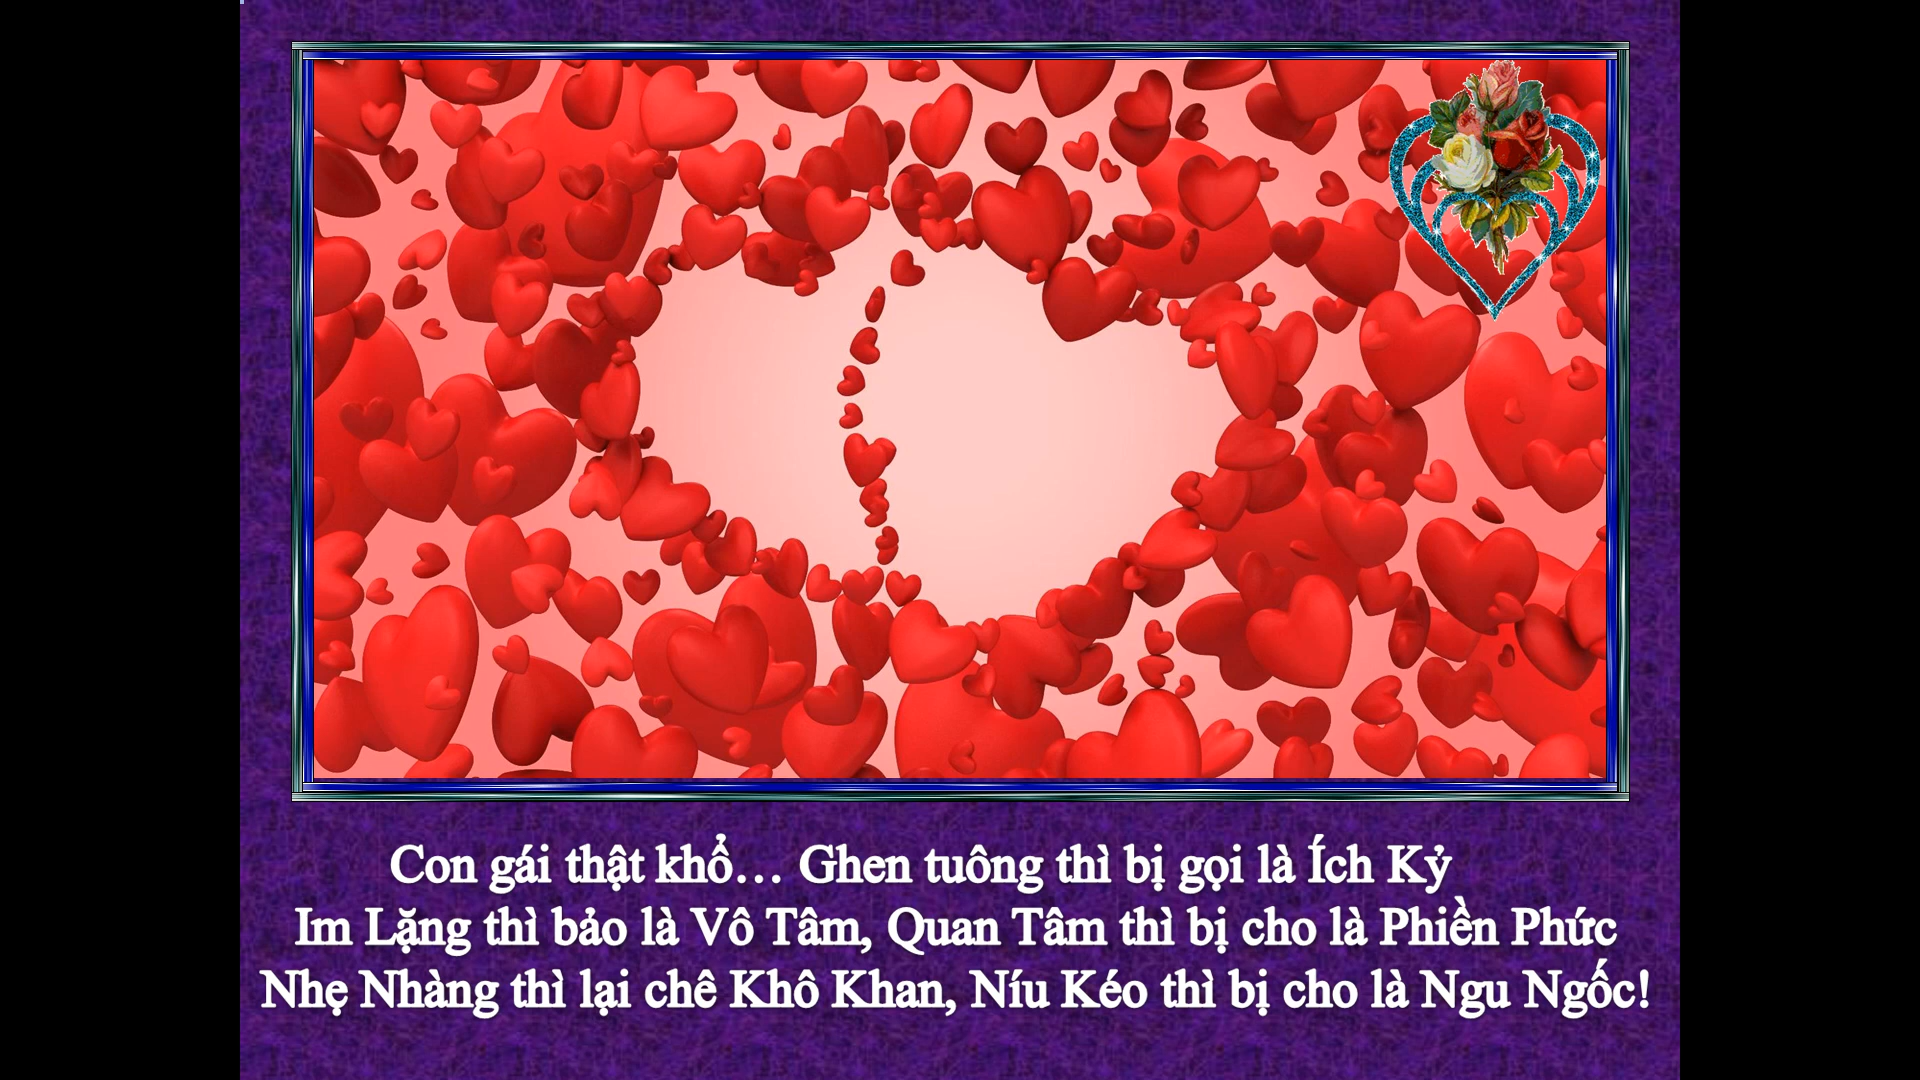 Con gái thật khổ… Ghen tuông thì bị gọi là Ích Kỷ
Im Lặng thì bảo là Vô Tâm, Quan Tâm thì bị cho là Phiền Phức
Nhẹ Nhàng thì lại chê Khô Khan, Níu Kéo thì bị cho là Ngu Ngốc!